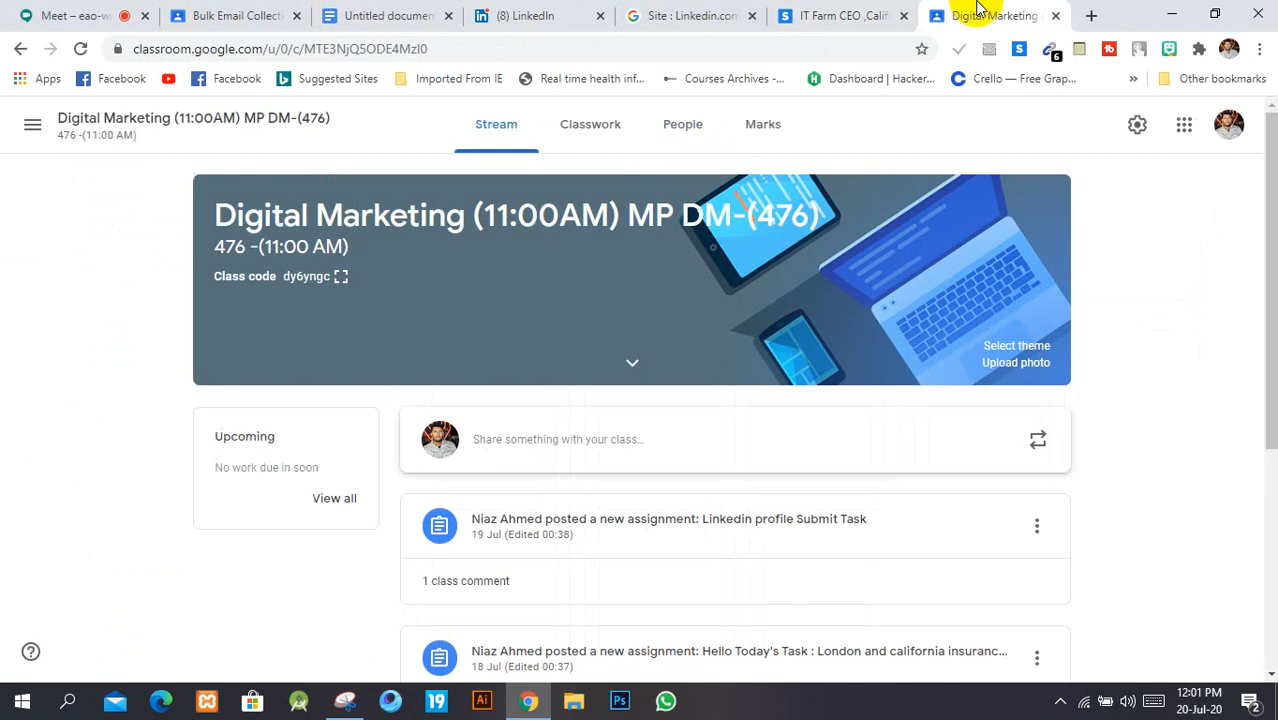 Meet – eao-w
Bulk Email Collecti
Untitled documen
(8) LinkedIn
Site : Linkedin.com
IT Farm CEO ,Calif
Digital Marketing (
classroom.google.com/u/0/c/MTE3NjQ5ODE4MzI0
6
Apps
Facebook
Facebook
Suggested Sites
Imported From IE
Real time health inf...
Courses Archives -...
Dashboard | Hacker...
Crello — Free Grap...
Other bookmarks
Digital Marketing (11:00AM) MP DM-(476)
476 -(11:00 AM)
Stream
Classwork
People
Marks
Digital Marketing (11:00AM) MP DM-(476)
476 -(11:00 AM)
Class code dy6yngc
Select theme
Upload photo
Upcoming
No work due in soon
View all
Share something with your class...
Niaz Ahmed posted a new assignment: Linkedin profile Submit Task
19 Jul (Edited 00:38)
1 class comment
Niaz Ahmed posted a new assignment: Hello Today's Task : London and california insuranc...
18 Jul (Edited 00:37)
19
Ai
Ps
12:01 PM
20-Jul-20
2